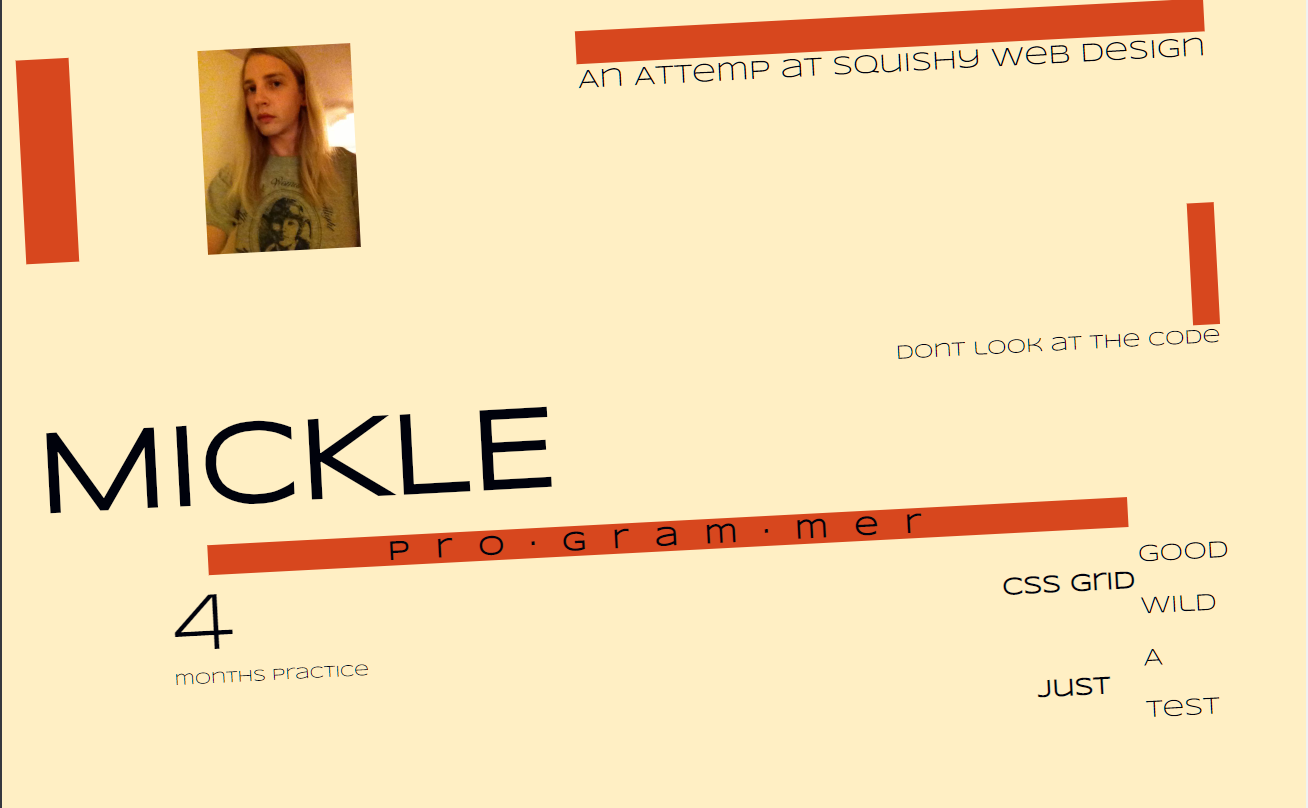 An ATTemP aT SQUISHY WeB DeSIGn
DonT LOOK aT THe CODe
MICKLE
Pro·Gram·mer
4
monTHS PracTICe
CSS GrID
GOOD
WILD
A
JUST
TeST